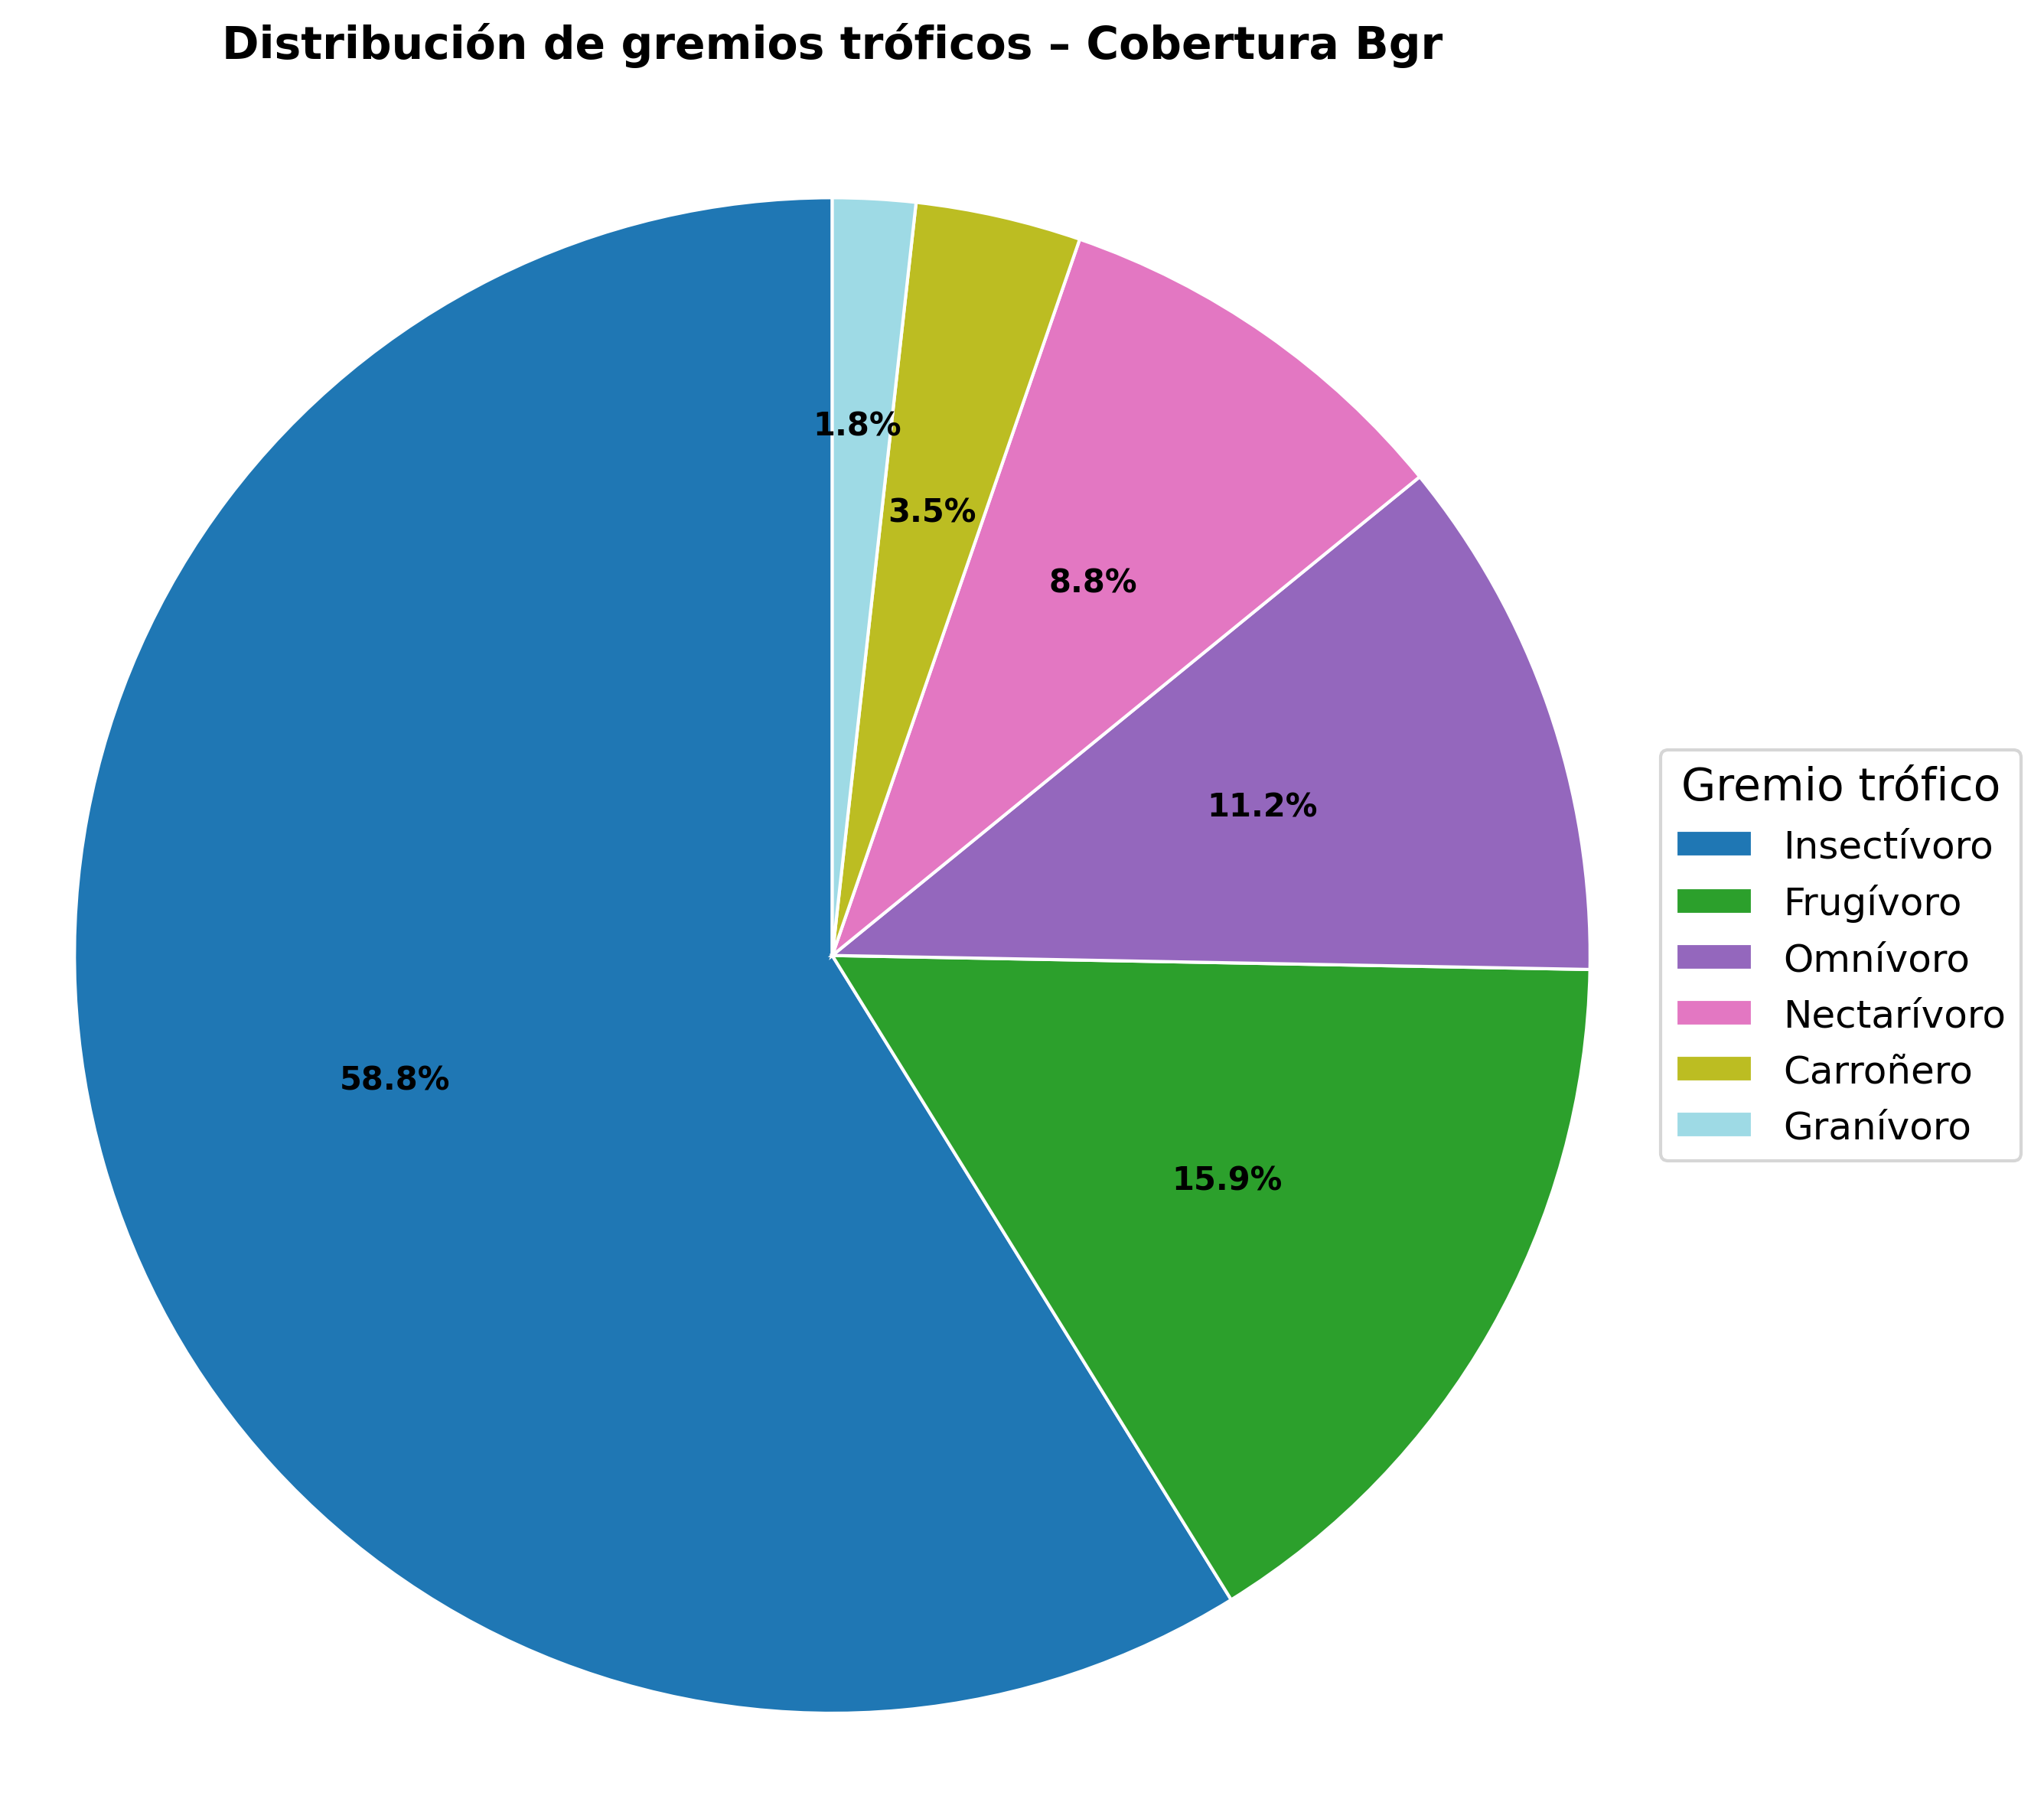 Distribución de gremios tróficos – Cobertura Bgr
1.8%
3.5%
8.8%
11.2%
58.8%
15.9%
Gremio trófico
Insectívoro
Frugívoro
Omnívoro
Nectarívoro
Carroñero
Granívoro